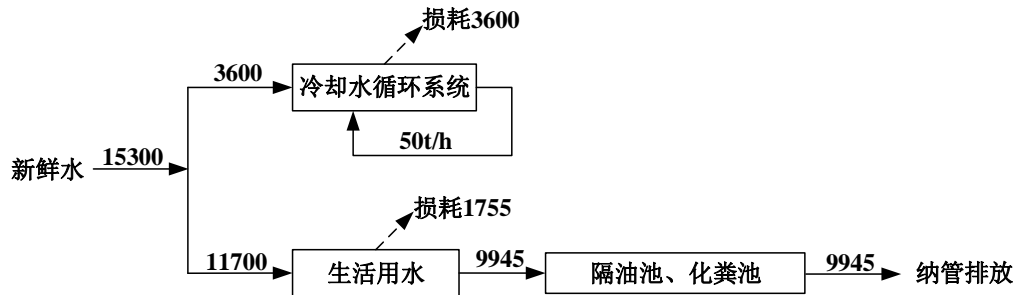 损耗3600
3600
冷却水循环系统
50t/h
新鲜水
15300
损耗1755
11700
生活用水
9945
隔油池、化粪池
9945
纳管排放